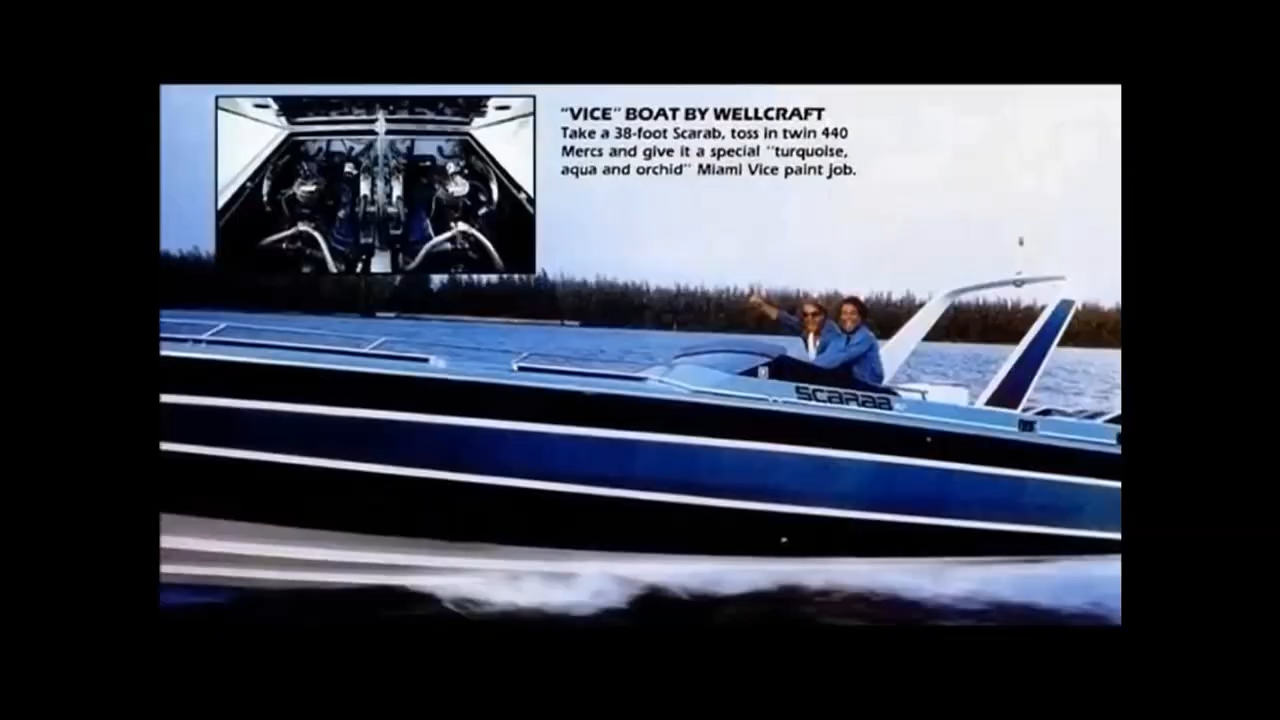 "VICE" BOAT BY WELLCRAFT
Take a 38-foot Scarab, toss in twin 440
Mercs and give it a special "turquoise,
aqua and orchid" Miami Vice paint job.
SCARAB